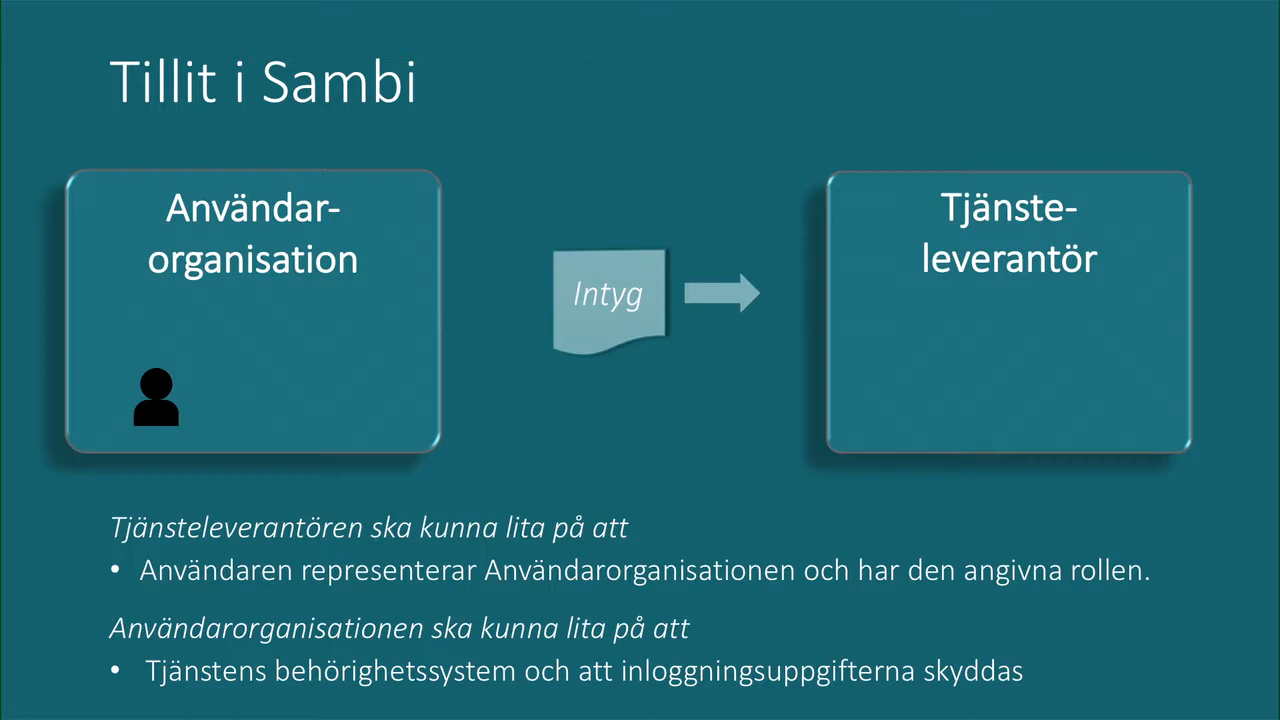 Tillit i Sambi
Användar-
organisation
Intyg
Tjänste-
leverantör
Tjänsteleverantören ska kunna lita på att
• Användaren representerar Användarorganisationen och har den angivna rollen.
Användarorganisationen ska kunna lita på att
• Tjänstens behörighetssystem och att inloggningsuppgifterna skyddas